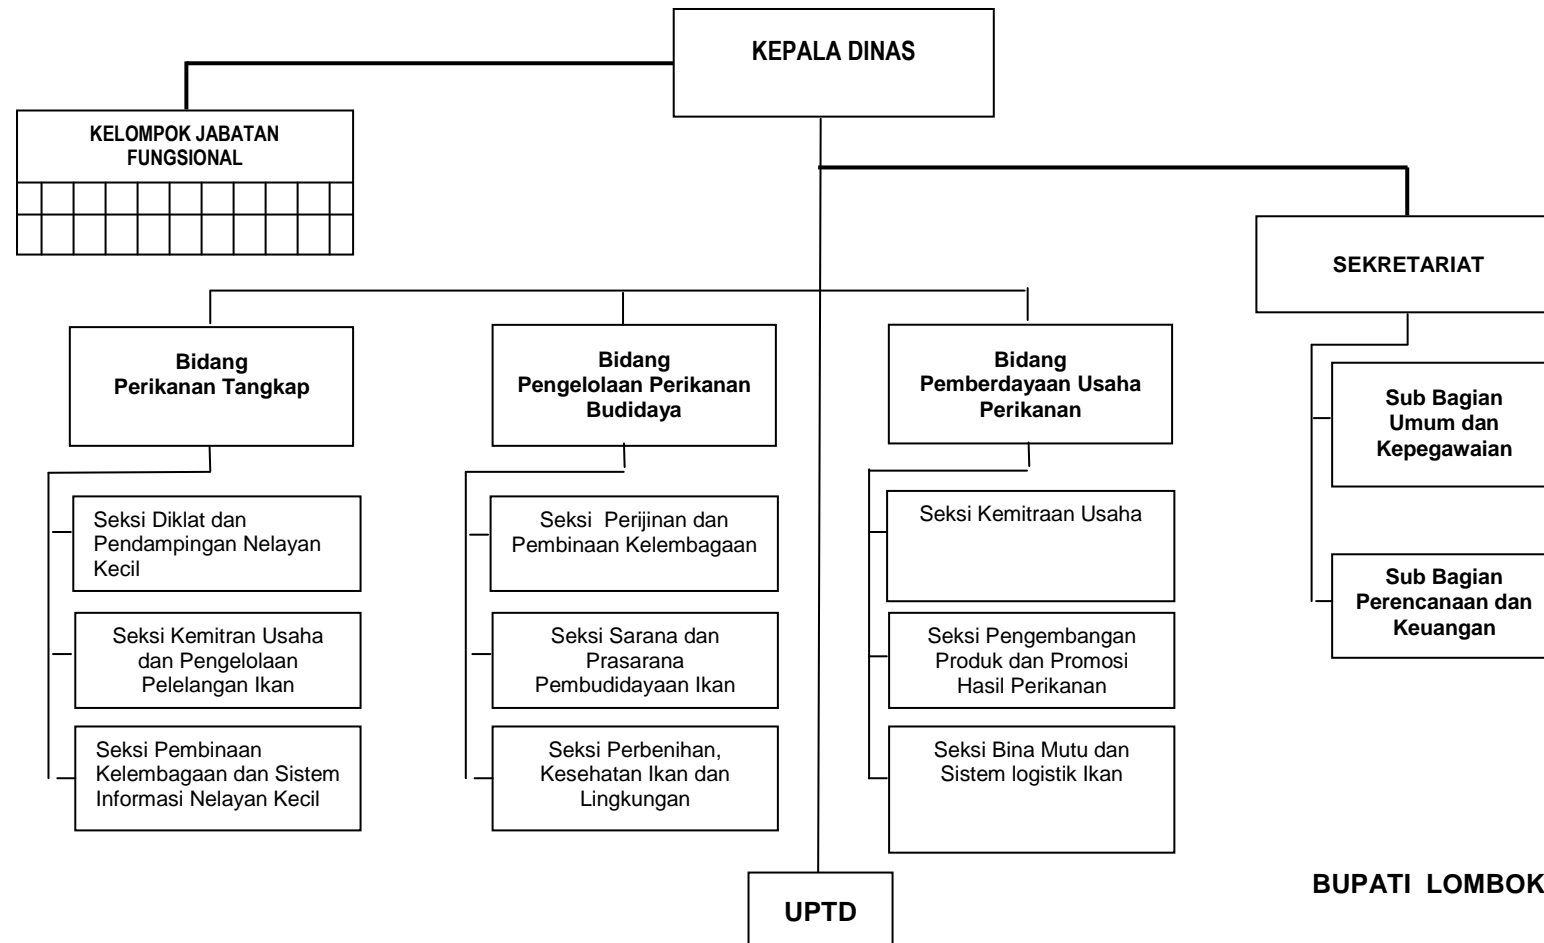 KEPALA DINAS
KELOMPOK JABATAN
FUNGSIONAL
SEKRETARIAT
Bidang
Perikanan Tangkap
Bidang
Pengelolaan Perikanan
Budidaya
Bidang
Pemberdayaan Usaha
Perikanan
Sub Bagian
Umum dan
Kepegawaian
Sub Bagian
Perencanaan dan
Keuangan
Seksi Diklat dan
Pendampingan Nelayan
Kecil
Seksi Kemitran Usaha
dan Pengelolaan
Pelelangan Ikan
Seksi Pembinaan
Kelembagaan dan Sistem
Informasi Nelayan Kecil
Seksi Perijinan dan
Pembinaan Kelembagaan
Seksi Sarana dan
Prasarana
Pembudidayaan Ikan
Seksi Perbenihan,
Kesehatan Ikan dan
Lingkungan
Seksi Kemitraan Usaha
Seksi Pengembangan
Produk dan Promosi
Hasil Perikanan
Seksi Bina Mutu dan
Sistem logistik Ikan
UPTD
BUPATI LOMBOK